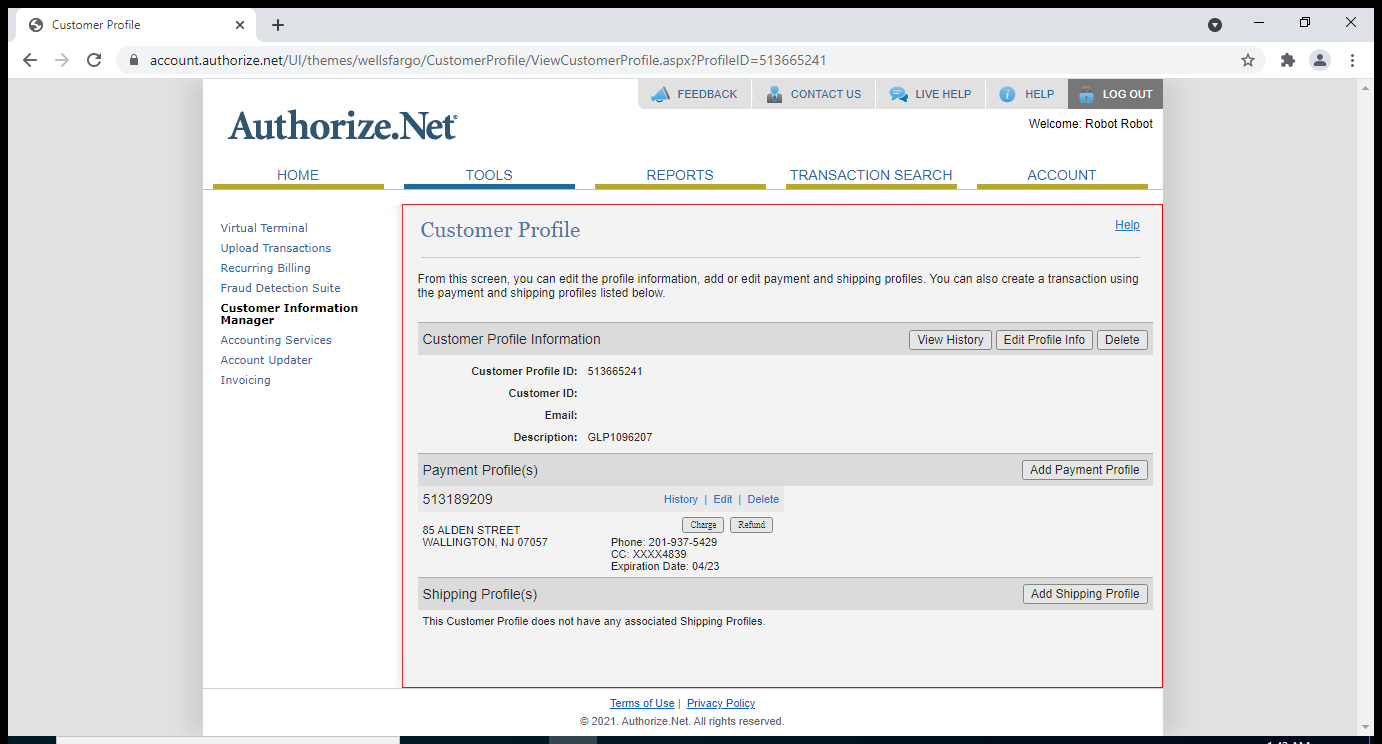 Customer Profile
account.authorize.net/UI/themes/wellsfargo/CustomerProfile/ViewCustomerProfile.aspx?ProfileID=513665241
FEEDBACK
CONTACT US
LIVE HELP
HELP
LOG OUT
Authorize.Net
Welcome: Robot Robot
HOME
TOOLS
REPORTS
TRANSACTION SEARCH
ACCOUNT
Virtual Terminal
Upload Transactions
Recurring Billing
Fraud Detection Suite
Customer Information
Manager
Accounting Services
Account Updater
Invoicing
Customer Profile
Help
From this screen, you can edit the profile information, add or edit payment and shipping profiles. You can also create a transaction using
the payment and shipping profiles listed below.
Customer Profile Information
View History
Edit Profile Info
Delete
Customer Profile ID: 513665241
Customer ID:
Email:
Description: GLP1096207
Payment Profile(s)
Add Payment Profile
513189209
History | Edit | Delete
Charge
Refund
85 ALDEN STREET
WALLINGTON, NJ 07057
Phone: 201-937-5429
CC: XXXX4839
Expiration Date: 04/23
Shipping Profile(s)
Add Shipping Profile
This Customer Profile does not have any associated Shipping Profiles.
Terms of Use | Privacy Policy
© 2021. Authorize.Net. All rights reserved.